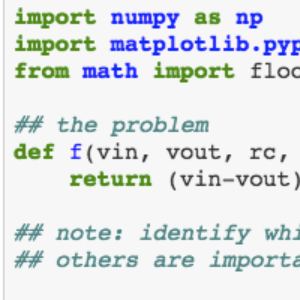 import numpy as np
import matplotlib.pyp
from math import floo
## the problem
def f(vin, vout, rc,
return (vin-vout)
## note: identify whi
## others are importa